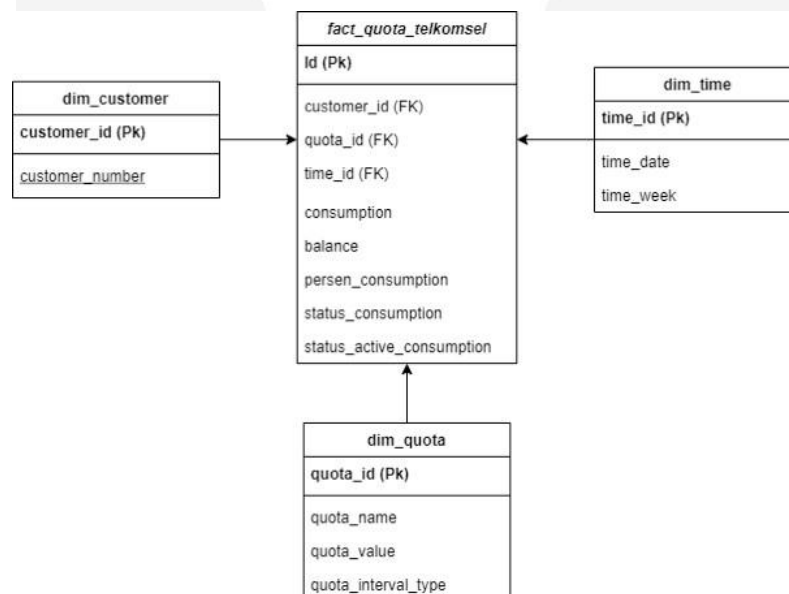 fact_quota_telkomsel
Id (Pk)
customer_id (FK)
quota_id (FK)
time_id (FK)
consumption
balance
persen_consumption
status_consumption
status_active_consumption
dim_customer
customer_id (Pk)
customer_number
dim_time
time_id (Pk)
time_date
time_week
dim_quota
quota_id (Pk)
quota_name
quota_value
quota_interval_type